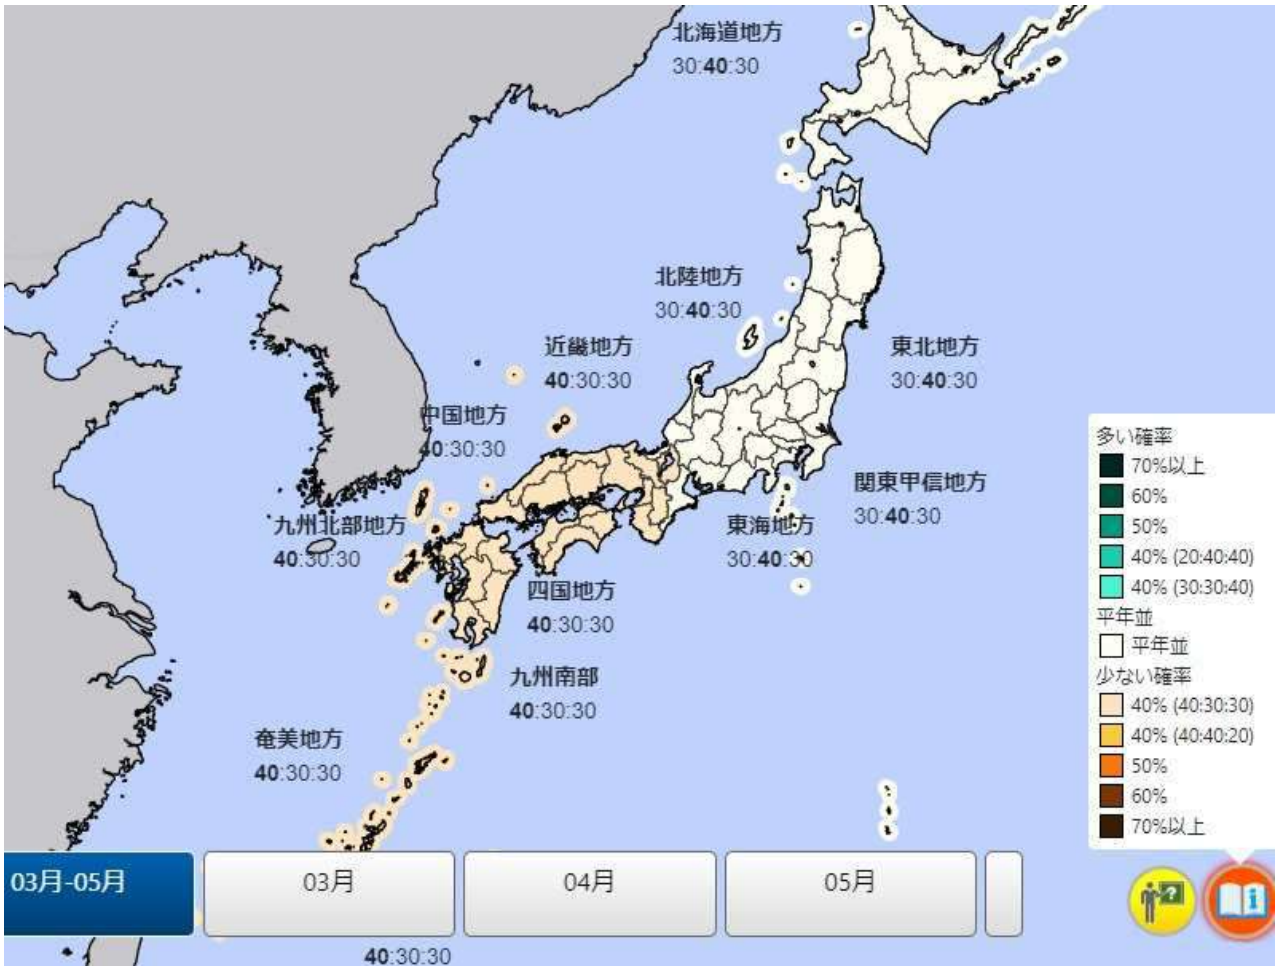 北海道地方
30:40:30
北陸地方
30:40:30
近畿地方
40:30:30
東北地方
30:40:30
中国地方
40:30:30
関東甲信地方
30:40:30
九州北部地方
40:30:30
東海地方
30:40:30
四国地方
40:30:30
九州南部
40:30:30
奄美地方
40:30:30
多い確率
70%以上
60%
50%
40% (20:40:40)
40% (30:30:40)
平年並
平年並
少ない確率
40% (40:30:30)
40% (40:40:20)
50%
60%
70%以上
03月-05月
03月
04月
05月
40:30:30
?
i